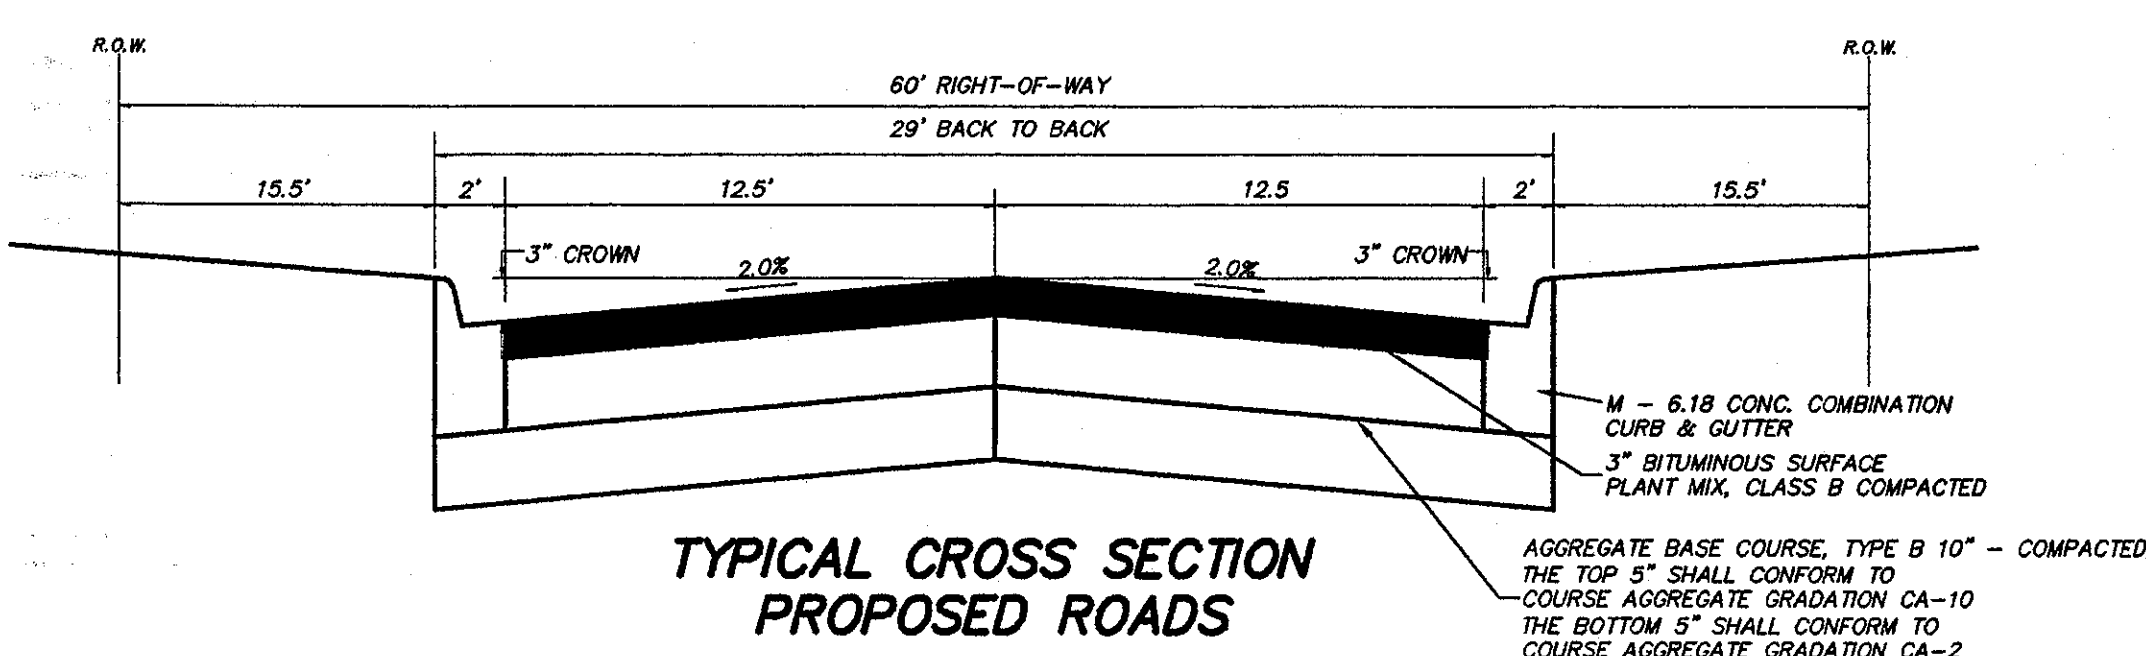 R.O.W.
R.O.W.
60' RIGHT-OF-WAY
29' BACK TO BACK
15.5'
2'
12.5'
12.5
2'
15.5'
3" CROWN
3" CROWN
2.0%
2.0%
M - 6.18 CONC. COMBINATION
CURB & GUTTER
3" BITUMINOUS SURFACE
PLANT MIX, CLASS B COMPACTED
AGGREGATE BASE COURSE, TYPE B 10" - COMPACTED
THE TOP 5" SHALL CONFORM TO
COURSE AGGREGATE GRADATION CA-10
THE BOTTOM 5" SHALL CONFORM TO
COURSE AGGREGATE GRADATION CA-2
TYPICAL CROSS SECTION
PROPOSED ROADS